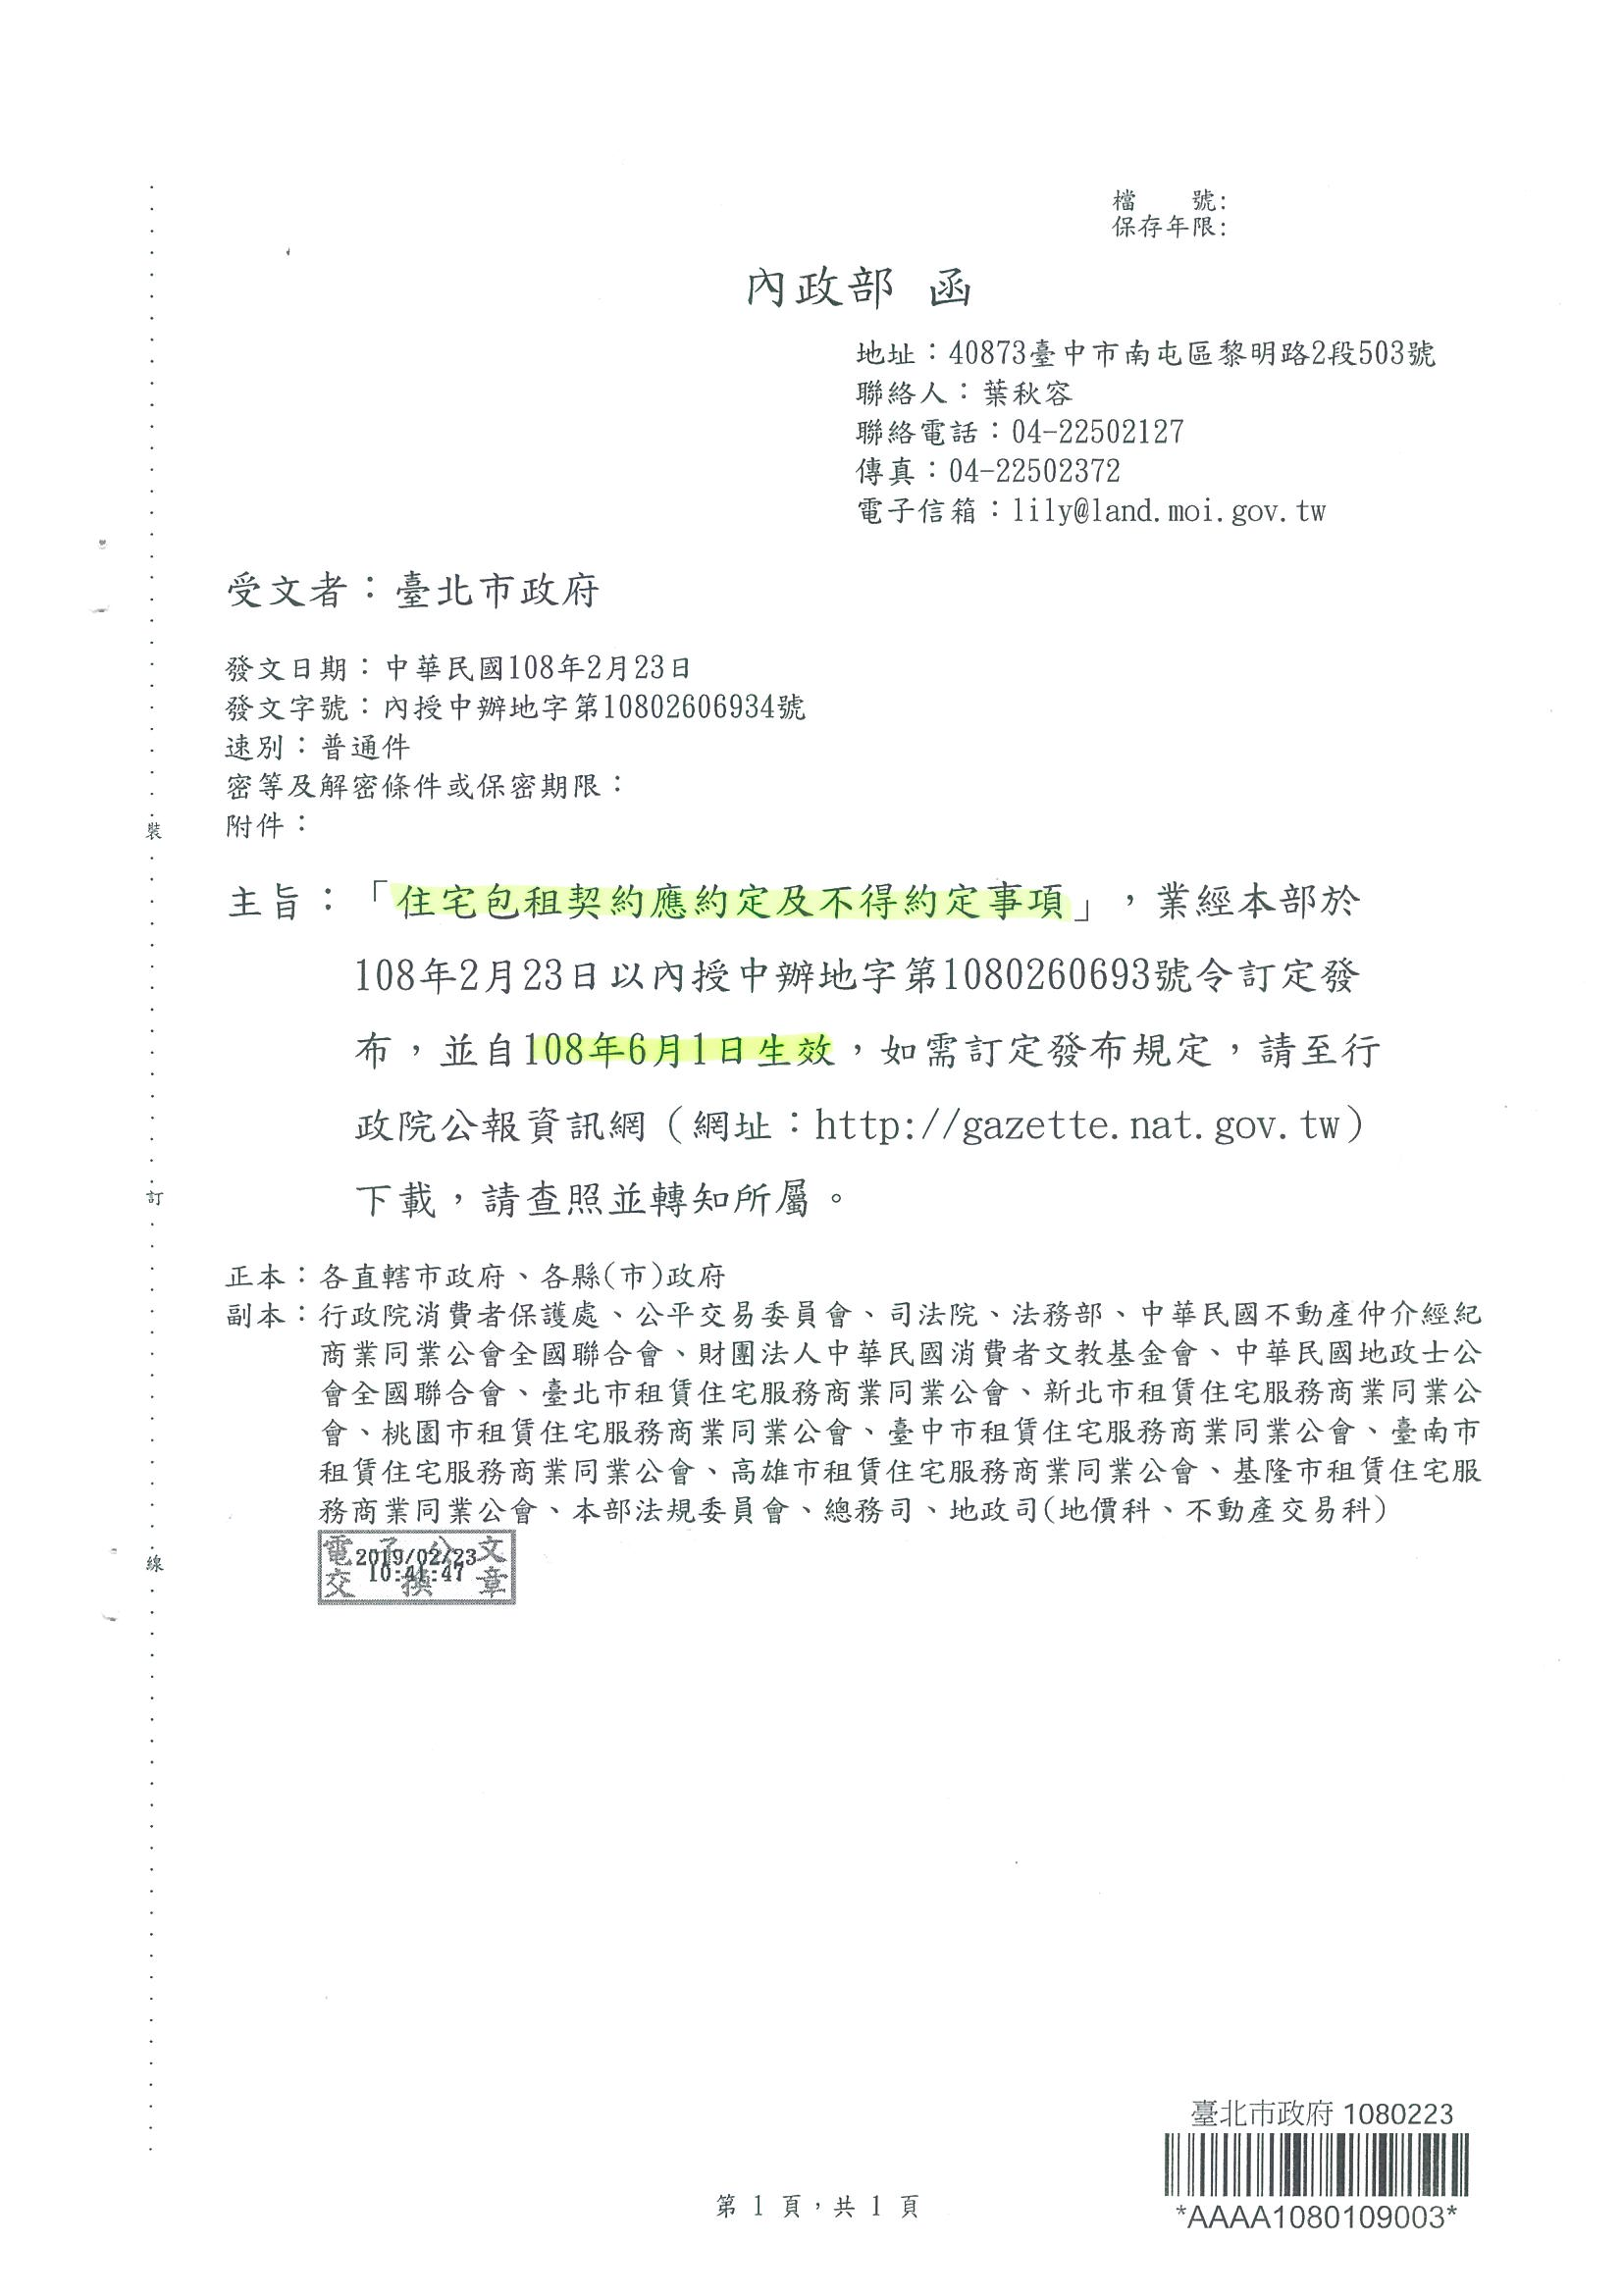 檔　　號:
保存年限:
內政部 函
地址：40873臺中市南屯區黎明路2段503號
聯絡人：葉秋容
聯絡電話：04-22502127
傳真：04-22502372
電子信箱：lily@land.moi.gov.tw
受文者：臺北市政府
發文日期：中華民國108年2月23日
發文字號：內授中辦地字第10802606934號
速別：普通件
密等及解密條件或保密期限：
附件：
主旨：「住宅包租契約應約定及不得約定事項」，業經本部於
108年2月23日以內授中辦地字第1080260693號令訂定發
布，並自108年6月1日生效，如需訂定發布規定，請至行
政院公報資訊網（網址：http://gazette.nat.gov.tw）
下載，請查照並轉知所屬。
正本：各直轄市政府、各縣(市)政府
副本：行政院消費者保護處、公平交易委員會、司法院、法務部、中華民國不動產仲介經紀
商業同業公會全國聯合會、財團法人中華民國消費者文教基金會、中華民國地政士公
會全國聯合會、臺北市租賃住宅服務商業同業公會、新北市租賃住宅服務商業同業公
會、桃園市租賃住宅服務商業同業公會、臺中市租賃住宅服務商業同業公會、臺南市
租賃住宅服務商業同業公會、高雄市租賃住宅服務商業同業公會、基隆市租賃住宅服
務商業同業公會、本部法規委員會、總務司、地政司(地價科、不動產交易科)
電子公文
2019/02/23
10:41:47
交換章
裝
訂
線
臺北市政府 1080223
*AAAA1080109003*
第 1 頁，共 1 頁